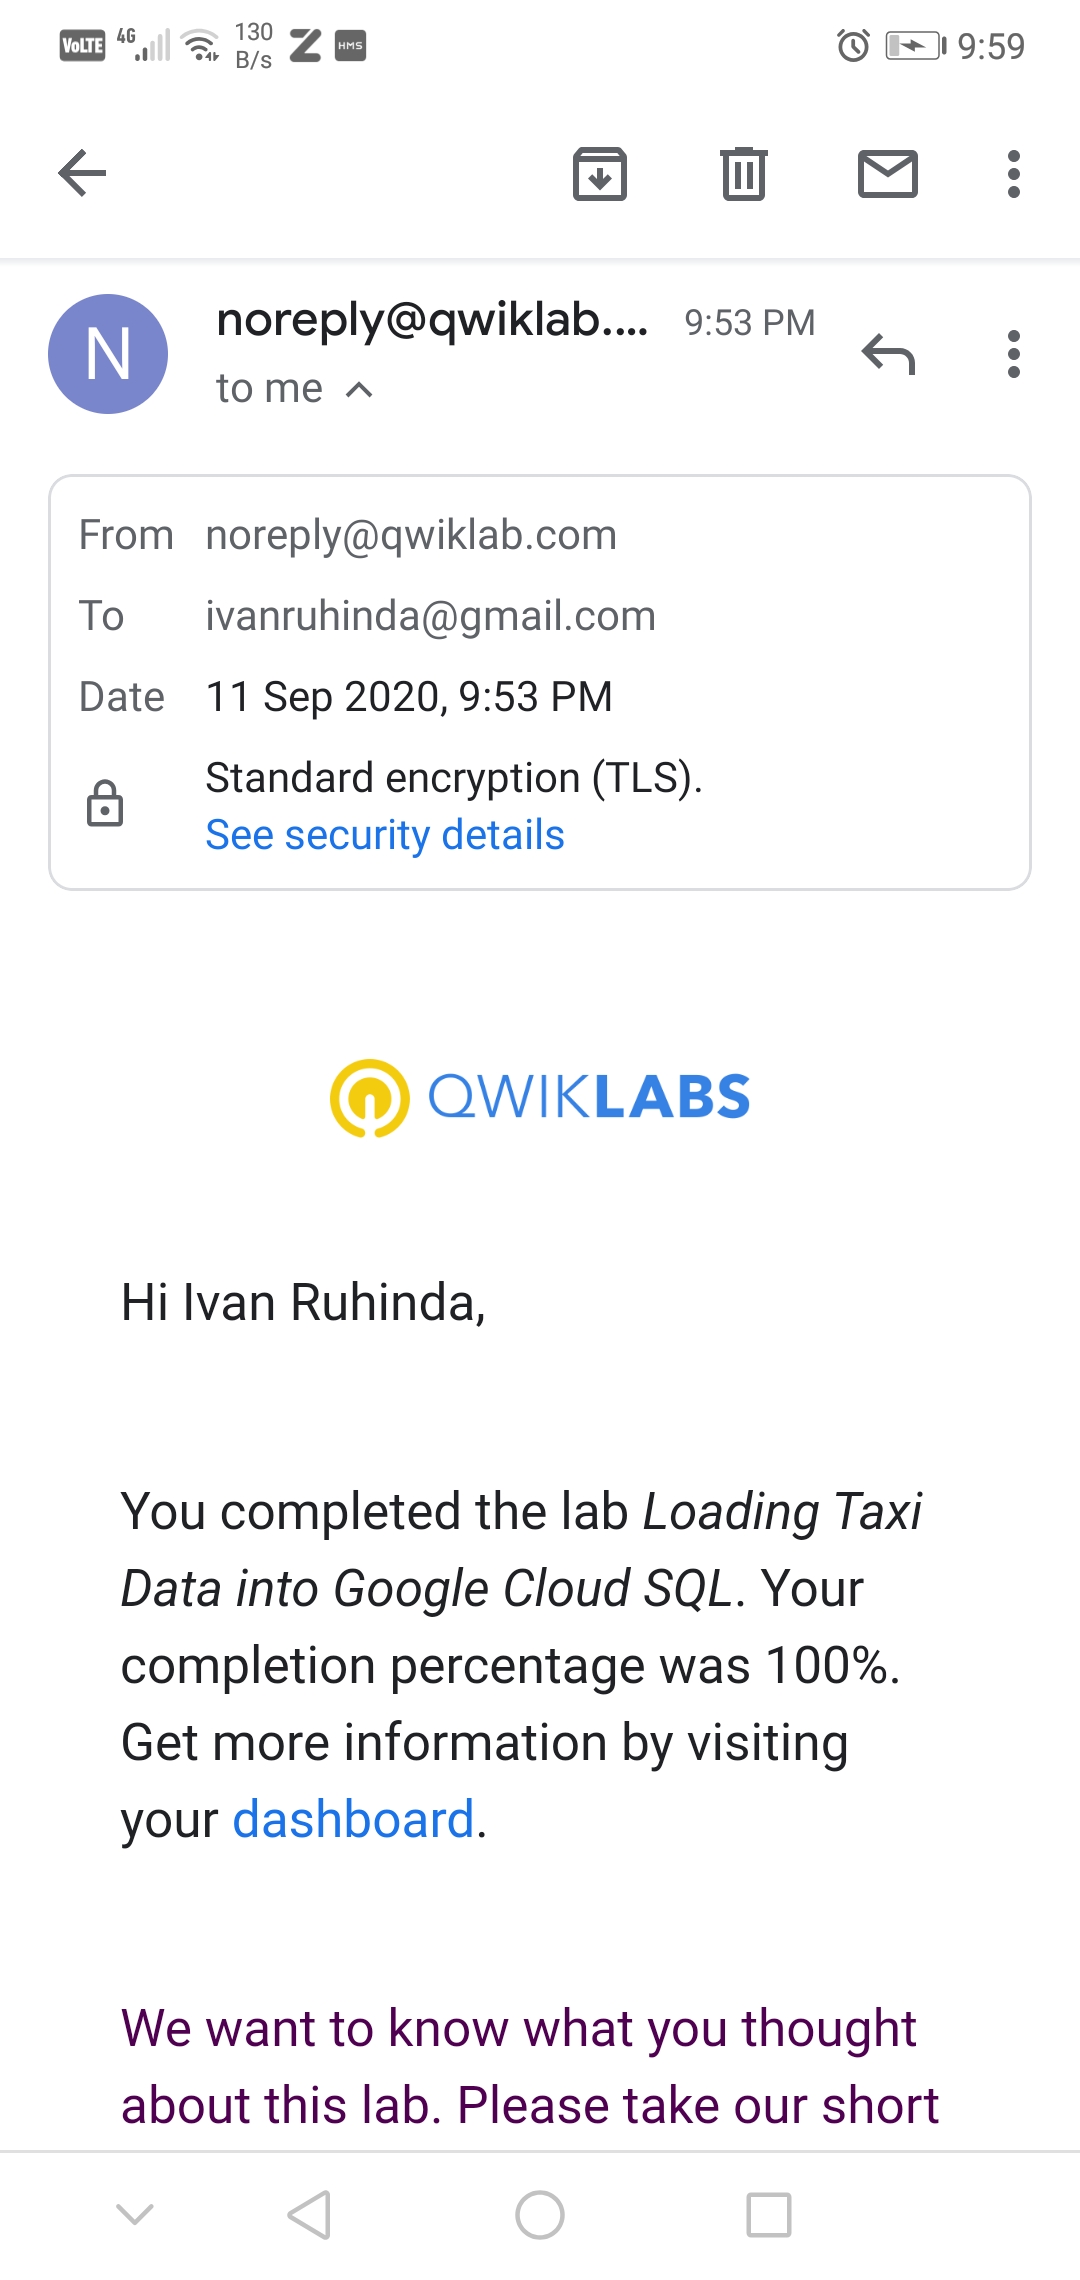 VoLTE 4G 130 B/s Z HMS 9:59
N noreply@qwiklab.... 9:53 PM
to me
From noreply@qwiklab.com
To ivanruhinda@gmail.com
Date 11 Sep 2020, 9:53 PM
Standard encryption (TLS).
See security details
QWIKLABS
Hi Ivan Ruhinda,
You completed the lab Loading Taxi
Data into Google Cloud SQL. Your
completion percentage was 100%.
Get more information by visiting
your dashboard.
We want to know what you thought
about this lab. Please take our short